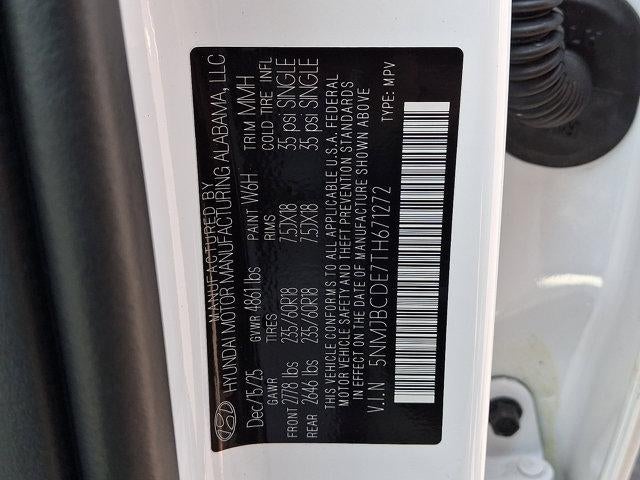 MANUFACTURED BY
HYUNDAI MOTOR MANUFACTURING ALABAMA, LLC
Dec/15/25 GVWR 4861 lbs PAINT W6H TRIM MMH
GAWR TIRES RIMS COLD TIRE INFL
FRONT 2778 lbs 235/60R18 7.5JX18 35 psi SINGLE
REAR 2646 lbs 235/60R18 7.5JX18 35 psi SINGLE
THIS VEHICLE CONFORMS TO ALL APPLICABLE U.S.A. FEDERAL
MOTOR VEHICLE SAFETY AND THEFT PREVENTION STANDARDS
IN EFFECT ON THE DATE OF MANUFACTURE SHOWN ABOVE
V.I.N 5NMJBCDE7TH671272 TYPE: MPV